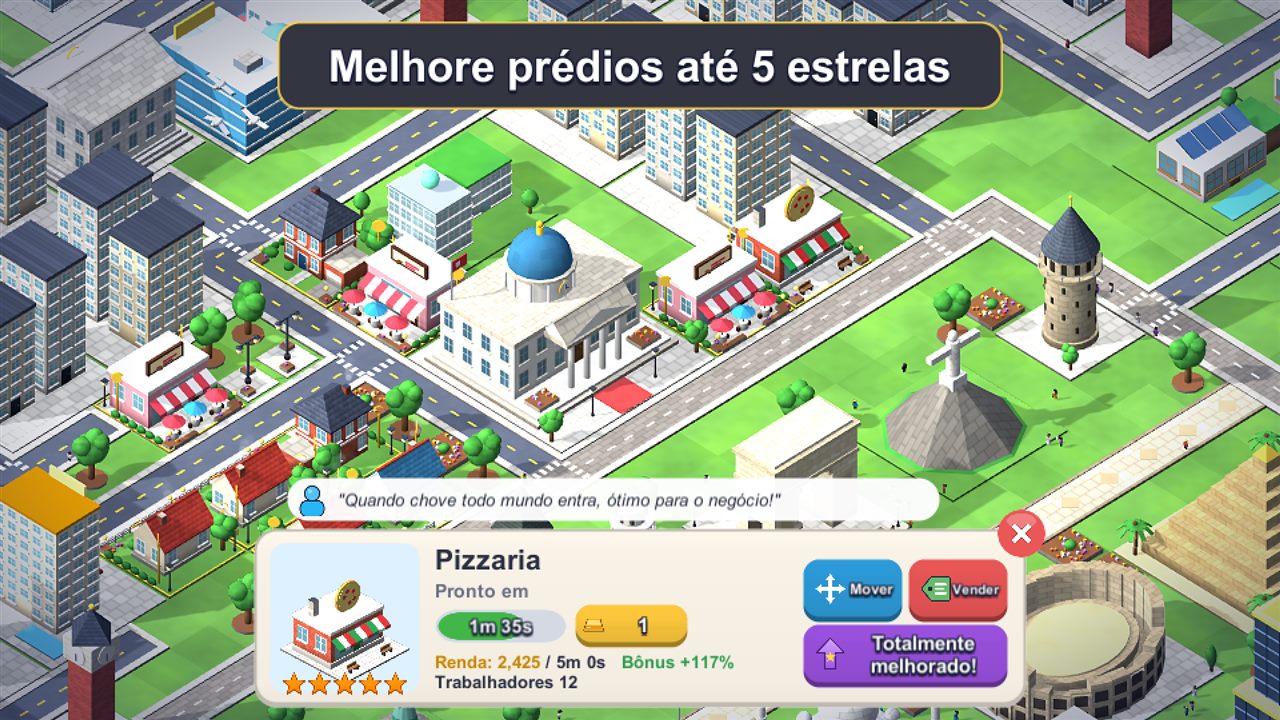 Melhore prédios até 5 estrelas
"Quando chove todo mundo entra, ótimo para o negócio!"
Pizzaria
Pronto em
1m 35s
1
Renda: 2,425 / 5m 0s Bônus +117%
Trabalhadores 12
Mover
Vender
Totalmente
melhorado!